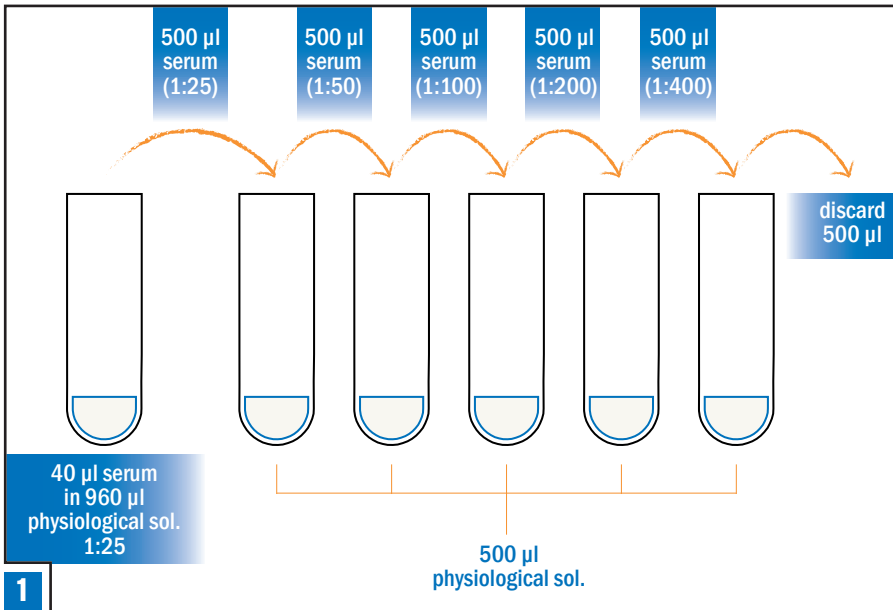 500 µl
serum
(1:25)
500 µl
serum
(1:50)
500 µl
serum
(1:100)
500 µl
serum
(1:200)
500 µl
serum
(1:400)
discard
500 µl
40 µl serum
in 960 µl
physiological sol.
1:25
500 µl
physiological sol.
1